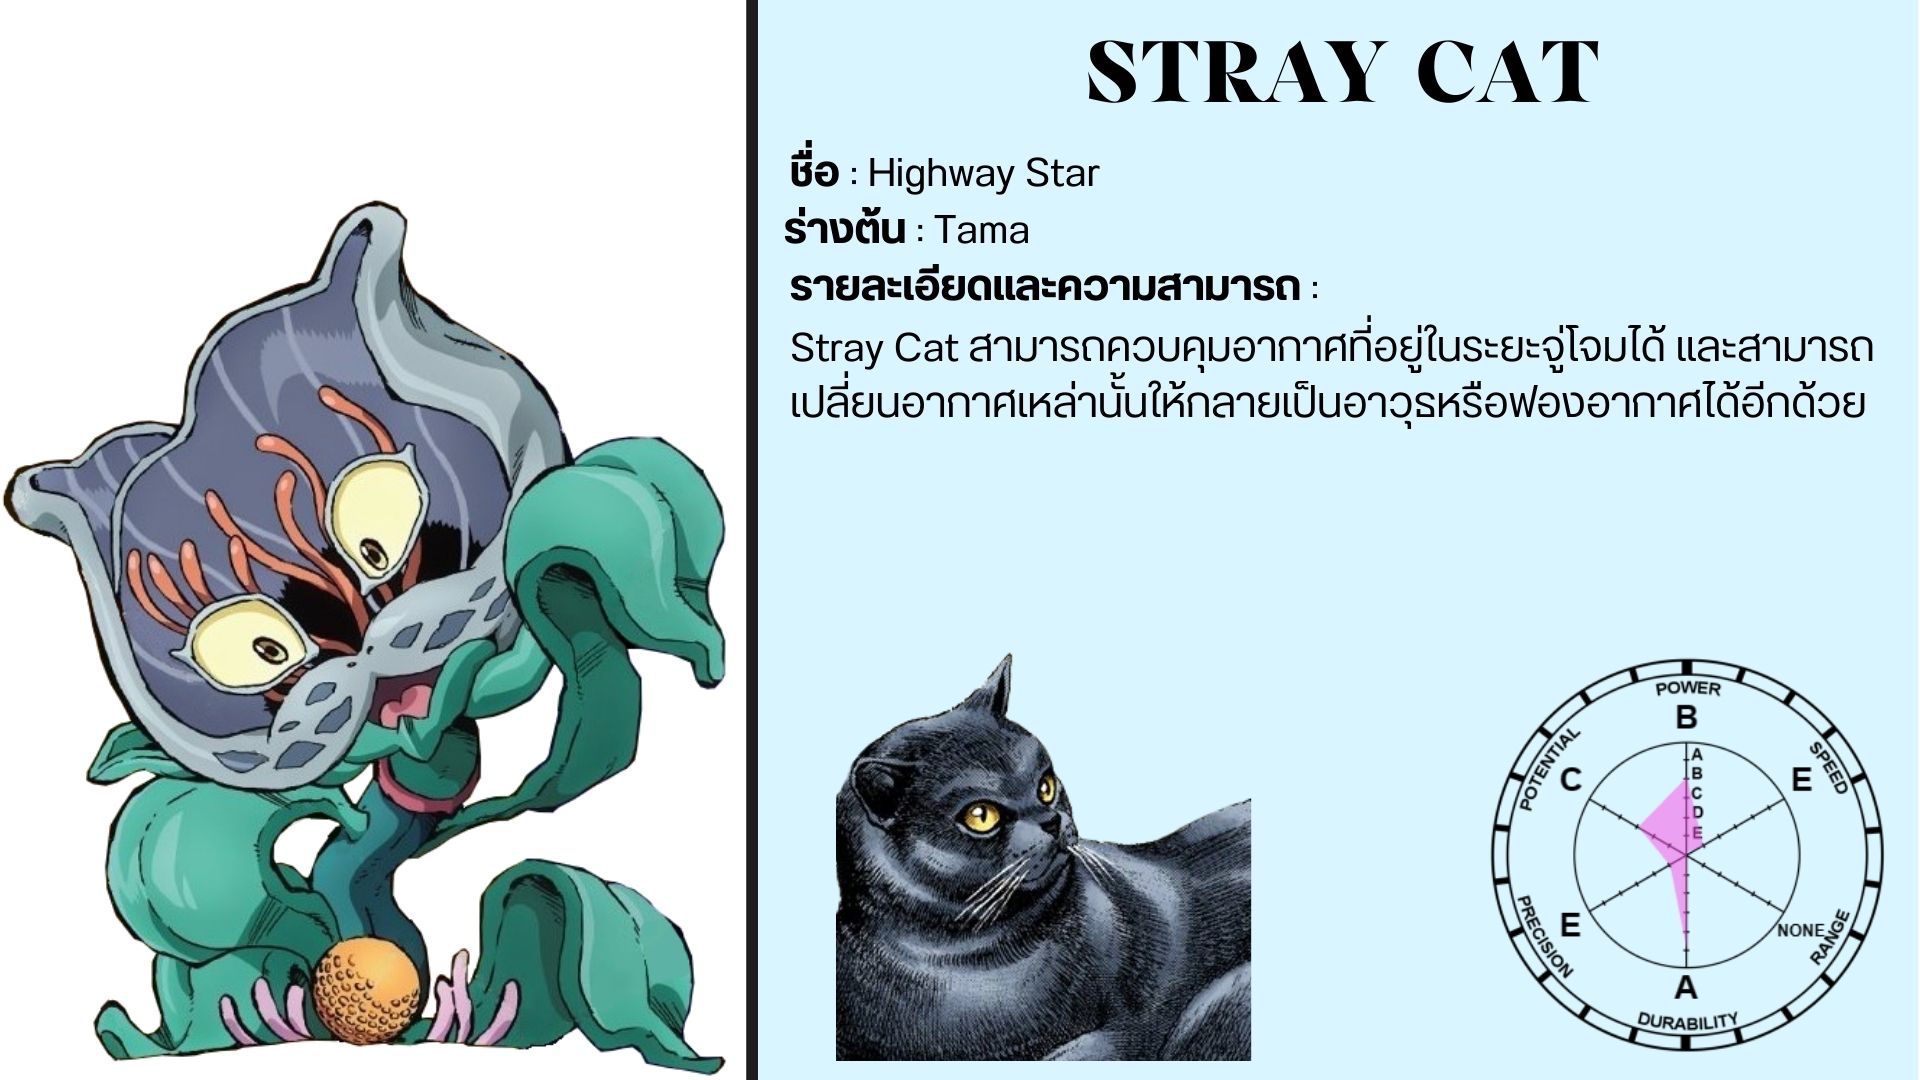 STRAY CAT
ชื่อ : Highway Star
ร่างต้น : Tama
รายละเอียดและความสามารถ :
Stray Cat สามารถควบคุมอากาศที่อยู่ในระยะจู่โจมได้ และสามารถ
เปลี่ยนอากาศเหล่านั้นให้กลายเป็นอาวุธหรือฟองอากาศได้อีกด้วย
POWER
B
SPEED
E
RANGE
NONE
DURABILITY
A
PRECISION
E
POTENTIAL
C
A
B
C
D
E